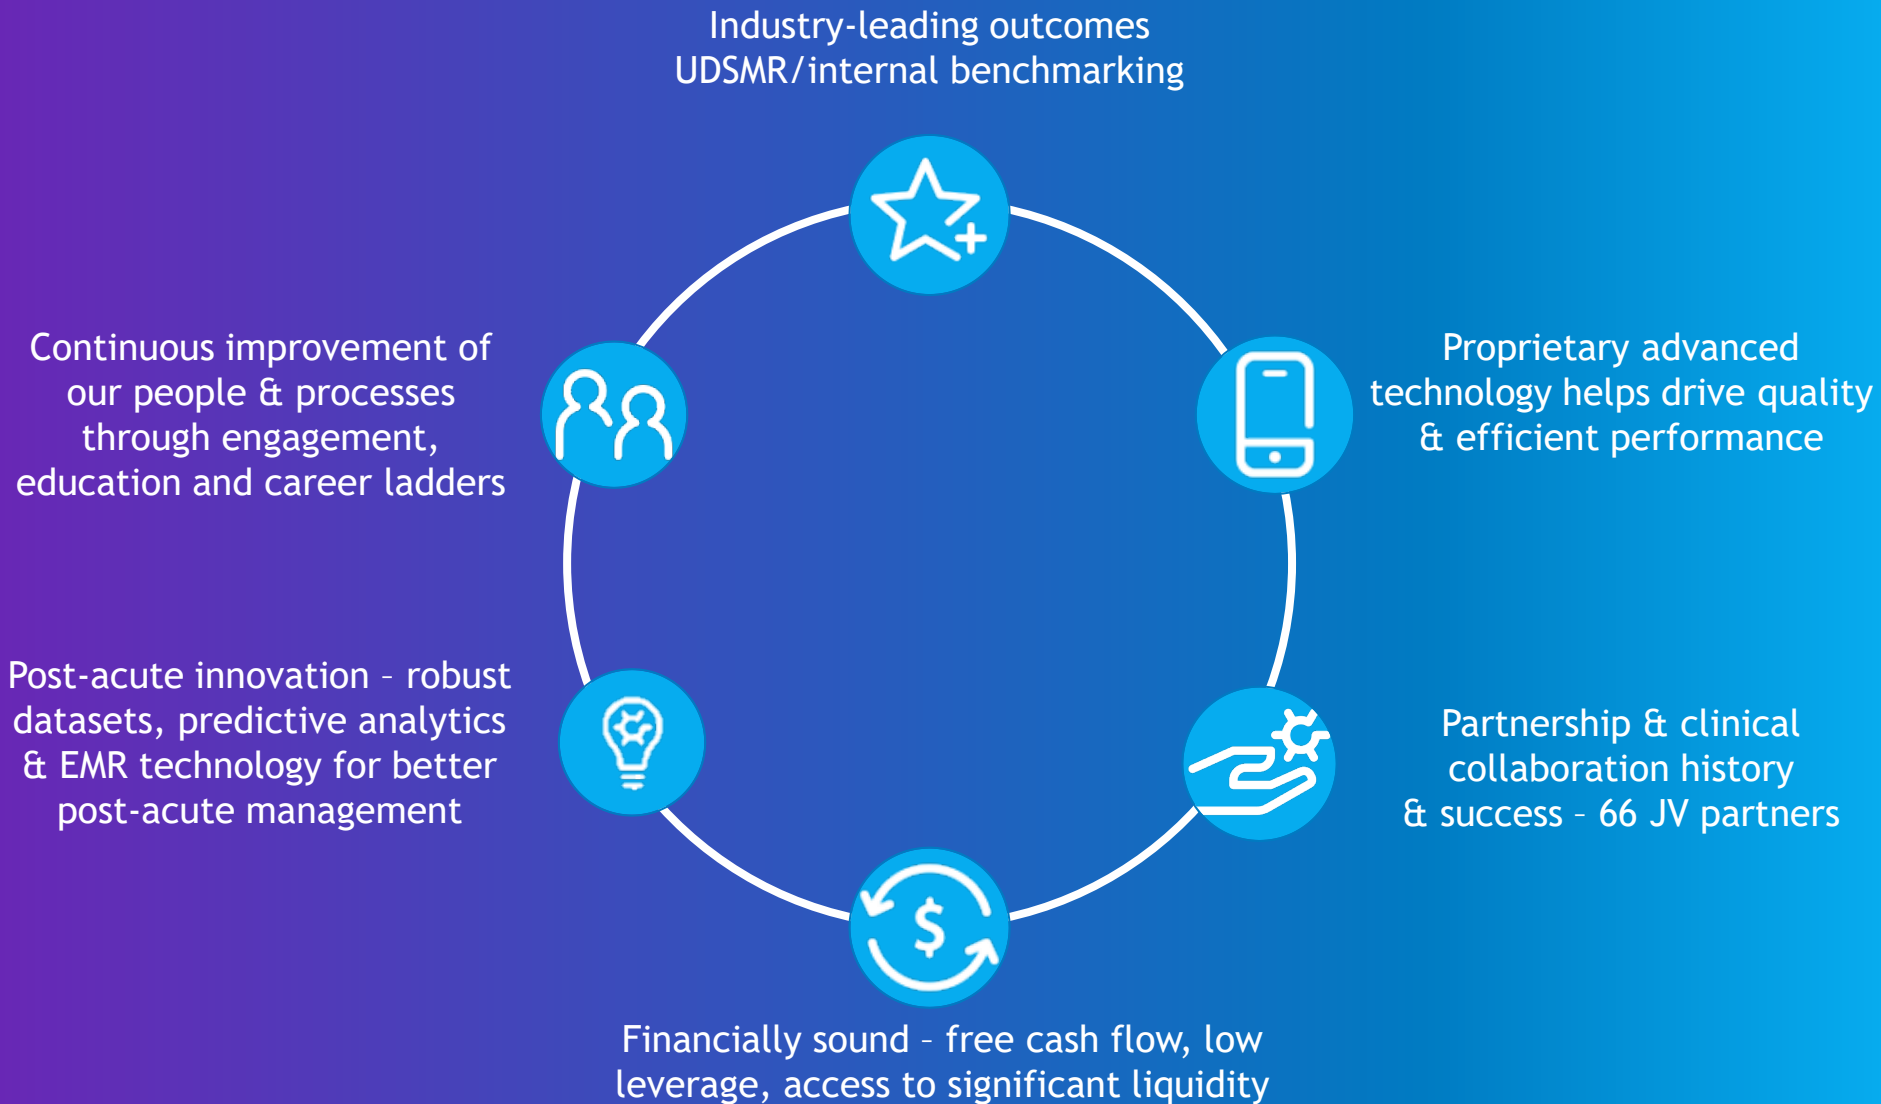 Industry-leading outcomes
UDSMR/internal benchmarking
Continuous improvement of
our people & processes
through engagement,
education and career ladders
Proprietary advanced
technology helps drive quality
& efficient performance
Post-acute innovation – robust
datasets, predictive analytics
& EMR technology for better
post-acute management
Partnership & clinical
collaboration history
& success – 66 JV partners
$
Financially sound – free cash flow, low
leverage, access to significant liquidity